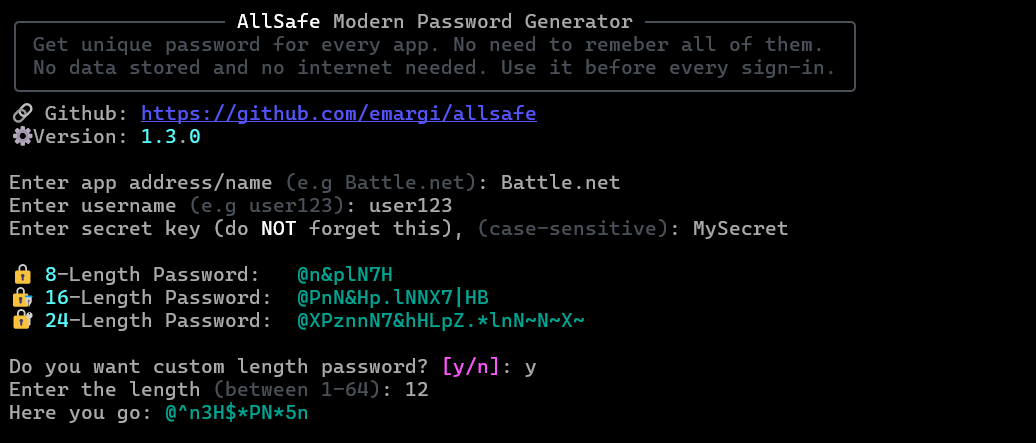 AllSafe Modern Password Generator
Get unique password for every app. No need to remeber all of them.
No data stored and no internet needed. Use it before every sign-in.
🔗 Github: https://github.com/emargi/allsafe
⚙Version: 1.3.0
Enter app address/name (e.g Battle.net): Battle.net
Enter username (e.g user123): user123
Enter secret key (do NOT forget this), (case-sensitive): MySecret
🔒 8-Length Password: @n&plN7H
🔏 16-Length Password: @PnN&Hp.lNNX7|HB
🔐 24-Length Password: @XPznnN7&hHLpZ.*lnN~N~X~
Do you want custom length password? [y/n]: y
Enter the length (between 1-64): 12
Here you go: @^n3H$*PN*5n